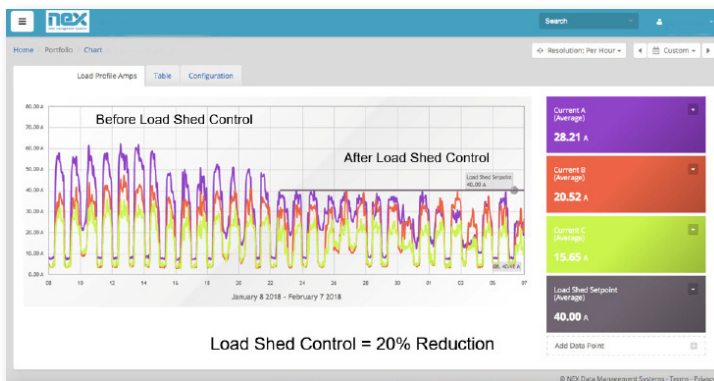 nex
Search
Home / Portfolio / Chart
Resolution: Per Hour
Custom
Load Profile Amps
Table
Configuration
Before Load Shed Control
After Load Shed Control
Load Shed Setpoint
40.00 A
80.00 A
70.00 A
60.00 A
50.00 A
40.00 A
30.00 A
20.00 A
10.00 A
0.00 A
08 10 12 14 16 18 20 22 24 26 28 30 01 03 05 07
January 8 2018 - February 7 2018
Current A
(Average)
28.21 A
Current B
(Average)
20.52 A
Current C
(Average)
15.65 A
Load Shed Setpoint
(Average)
40.00 A
Add Data Point
Load Shed Control = 20% Reduction
© NEX Data Management Systems - Terms - Privacy